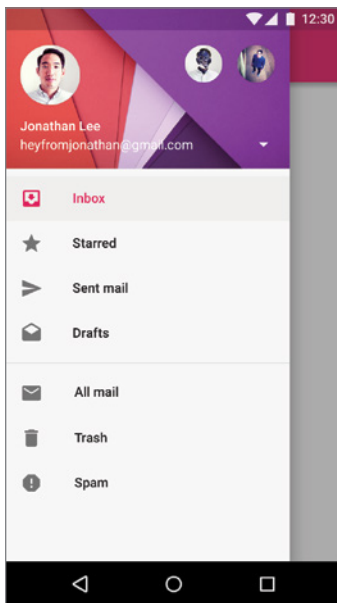 12:30
Jonathan Lee
heyfromjonathan@gmail.com
Inbox
Starred
Sent mail
Drafts
All mail
Trash
Spam